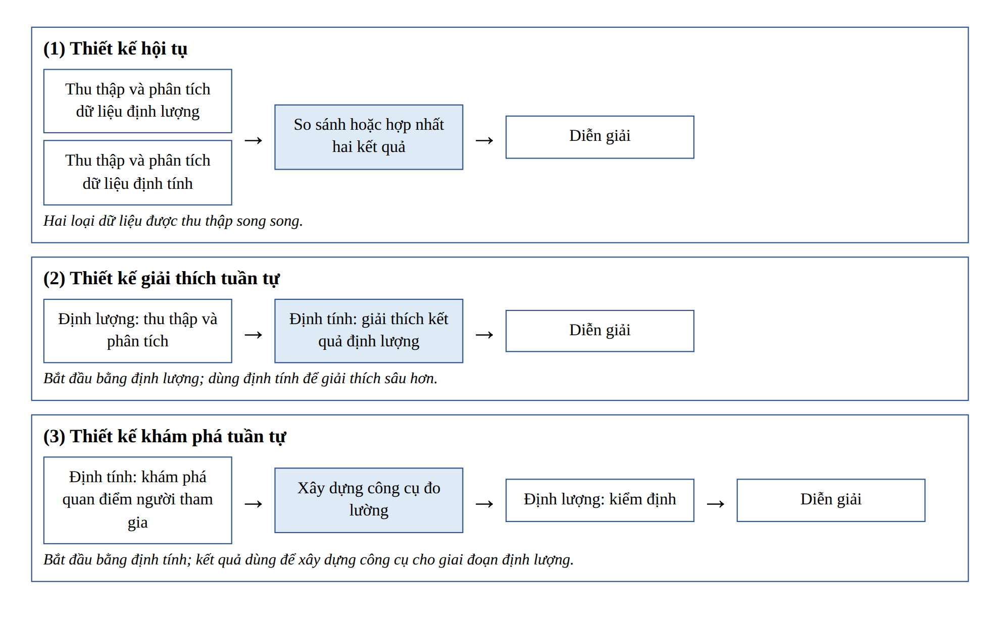 (1) Thiết kế hội tụ
Thu thập và phân tích
dữ liệu định lượng
Thu thập và phân tích
dữ liệu định tính
→
So sánh hoặc hợp nhất
hai kết quả
→
Diễn giải
Hai loại dữ liệu được thu thập song song.
(2) Thiết kế giải thích tuần tự
Định lượng: thu thập và
phân tích
→
Định tính: giải thích kết
quả định lượng
→
Diễn giải
Bắt đầu bằng định lượng; dùng định tính để giải thích sâu hơn.
(3) Thiết kế khám phá tuần tự
Định tính: khám phá
quan điểm người tham
gia
→
Xây dựng công cụ đo
lường
→
Định lượng: kiểm định
→
Diễn giải
Bắt đầu bằng định tính; kết quả dùng để xây dựng công cụ cho giai đoạn định lượng.